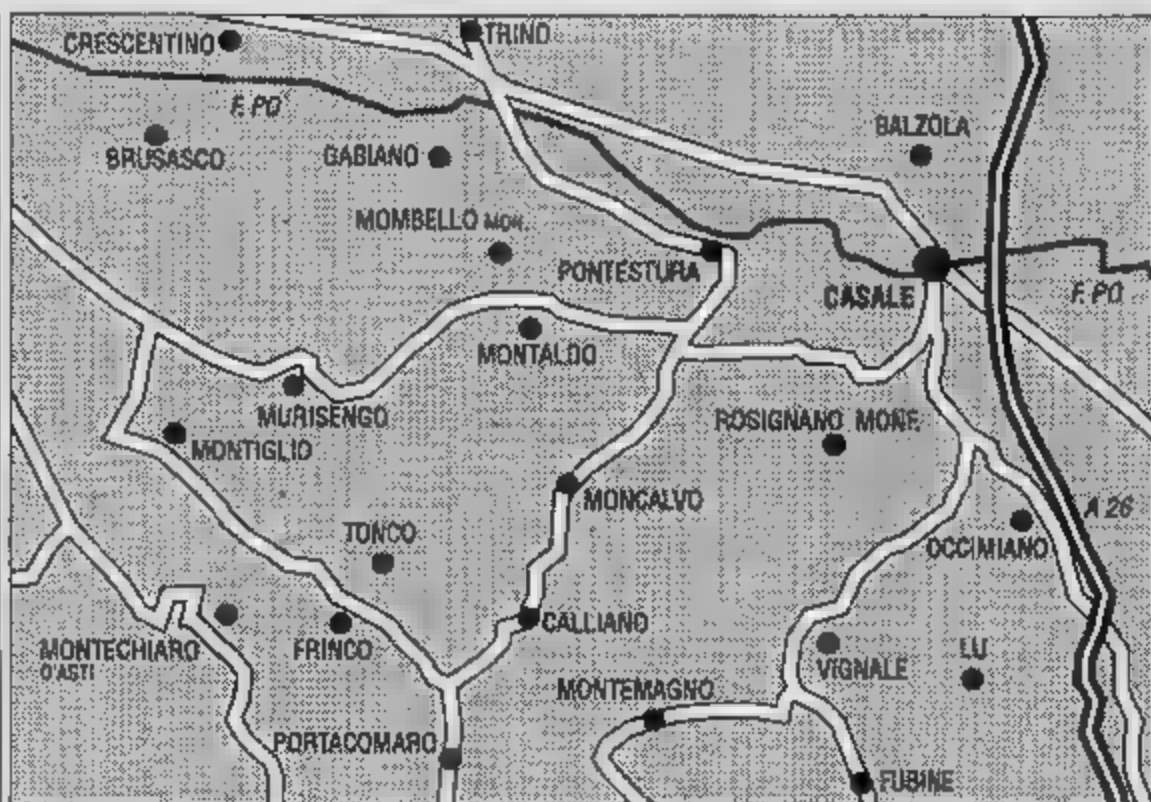 CRESCENTINO
TRINO
F. PO
BALZOLA
BRUSASCO
GABIANO
MOMBELLO MON.
PONTESTURA
CASALE
F. PO
MONTALDO
MURISENGO
ROSIGNANO MONF.
MONTIGLIO
MONCALVO
A 26
TONCO
OCCIMIANO
CALLIANO
MONTECHIARO
D'ASTI
FRINCO
VIGNALE
LU
MONTEMAGNO
PORTACOMARO
FUBINE